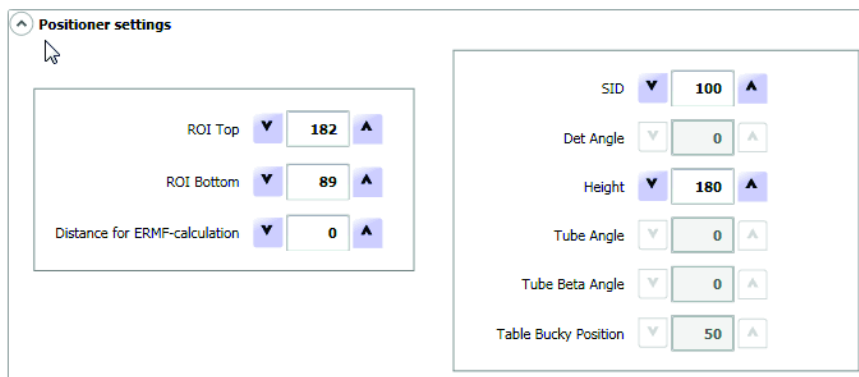 Positioner settings
ROI Top 182
ROI Bottom 89
Distance for ERMF-calculation 0
SID 100
Det Angle 0
Height 180
Tube Angle 0
Tube Beta Angle 0
Table Bucky Position 50